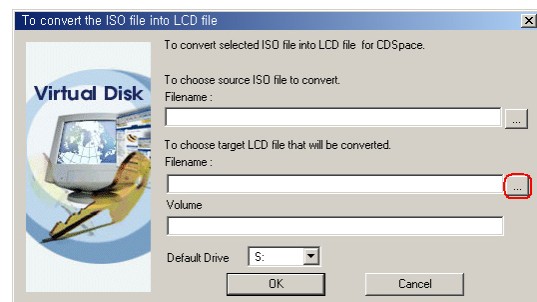 To convert the ISO file into LCD file
To convert selected ISO file into LCD file for CDSpace.
Virtual Disk
To choose source ISO file to convert.
Filename :
...
To choose target LCD file that will be converted.
Filename :
...
Volume
Default Drive S:
OK Cancel